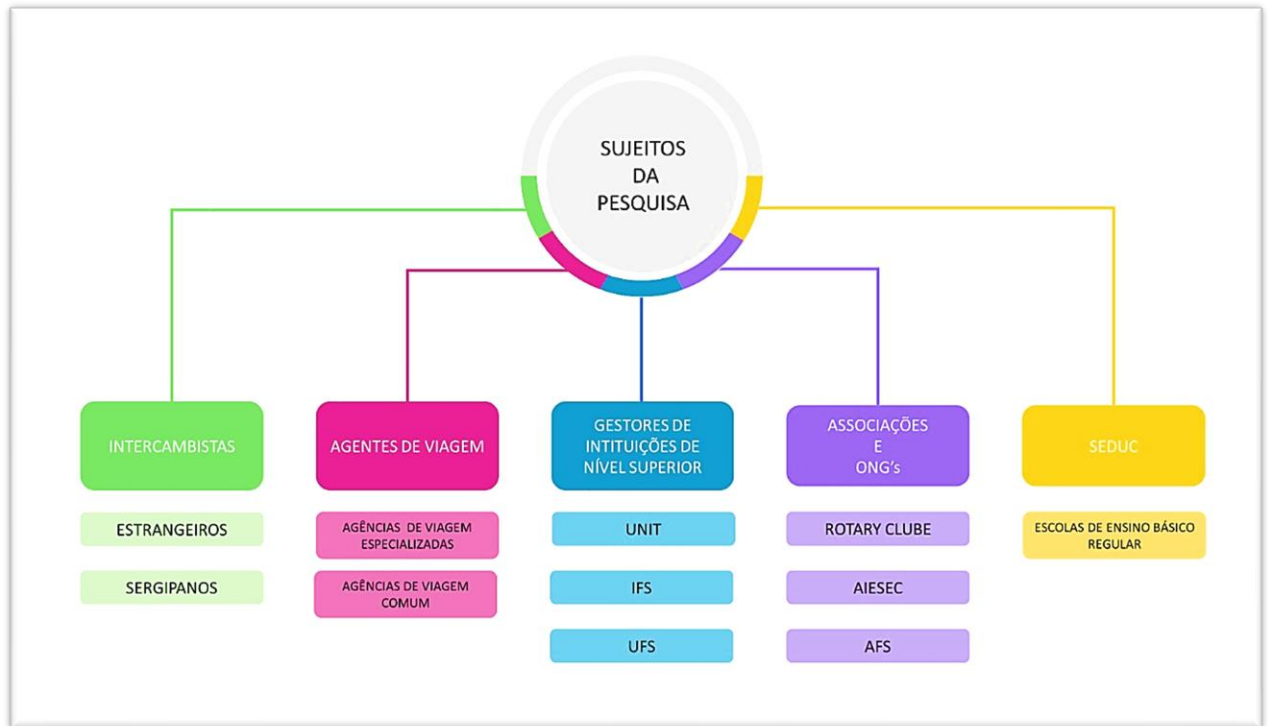 SUJEITOS
DA
PESQUISA
INTERCAMBISTAS
ESTRANGEIROS
SERGIPANOS
AGENTES DE VIAGEM
AGÊNCIAS DE VIAGEM
ESPECIALIZADAS
AGÊNCIAS DE VIAGEM
COMUM
GESTORES DE
INTITUIÇÕES DE
NÍVEL SUPERIOR
UNIT
IFS
UFS
ASSOCIAÇÕES
E
ONG's
ROTARY CLUBE
AIESEC
AFS
SEDUC
ESCOLAS DE ENSINO BÁSICO
REGULAR